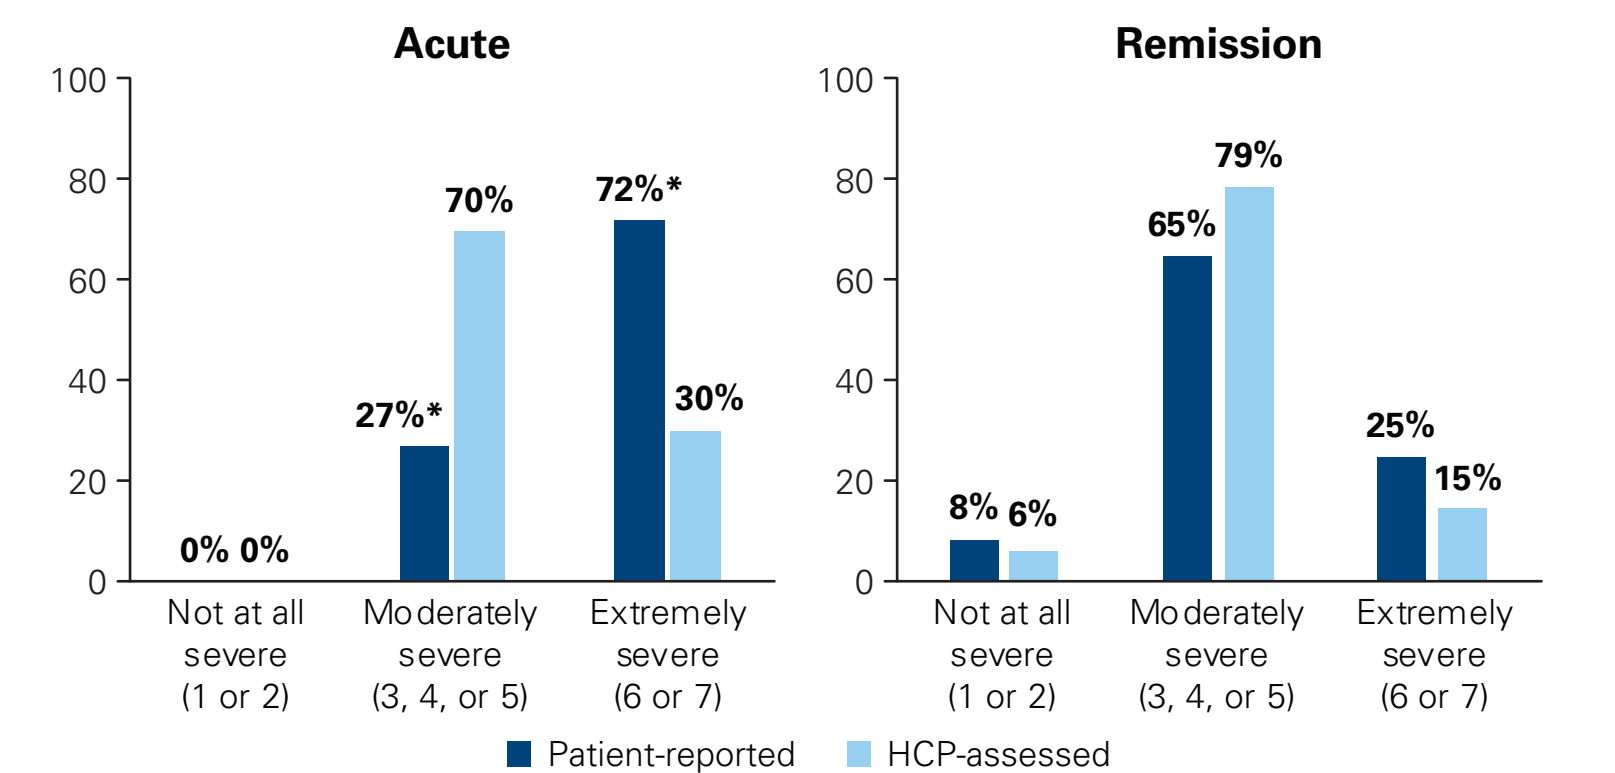 Acute
100
80
60
40
20
0
0% 0%
27%*
70%
72%*
30%
Not at all
severe
(1 or 2)
Moderately
severe
(3, 4, or 5)
Extremely
severe
(6 or 7)
Remission
100
80
60
40
20
0
8%
6%
65%
79%
25%
15%
Not at all
severe
(1 or 2)
Moderately
severe
(3, 4, or 5)
Extremely
severe
(6 or 7)
Patient-reported
HCP-assessed